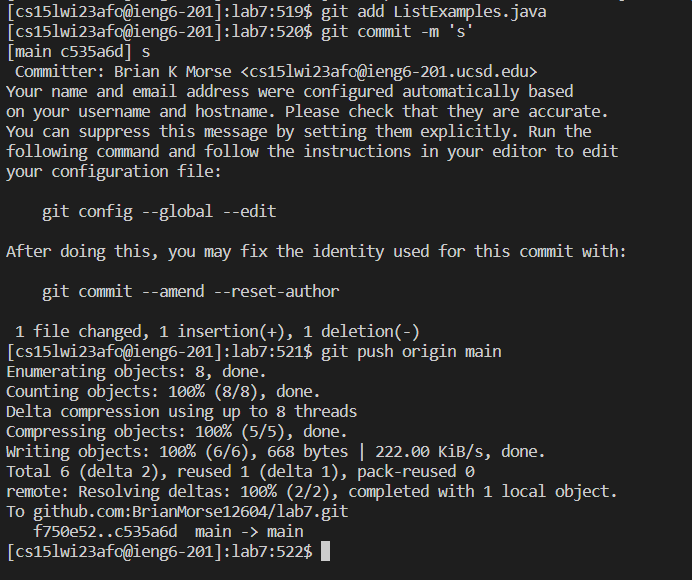 [cs15lwi23afo@ieng6-201]:lab7:519$ git add ListExamples.java
[cs15lwi23afo@ieng6-201]:lab7:520$ git commit -m 's'
[main c535a6d] s
 Committer: Brian K Morse <cs15lwi23afo@ieng6-201.ucsd.edu>
Your name and email address were configured automatically based
on your username and hostname. Please check that they are accurate.
You can suppress this message by setting them explicitly. Run the
following command and follow the instructions in your editor to edit
your configuration file:
    git config --global --edit
After doing this, you may fix the identity used for this commit with:
    git commit --amend --reset-author
 1 file changed, 1 insertion(+), 1 deletion(-)
[cs15lwi23afo@ieng6-201]:lab7:521$ git push origin main
Enumerating objects: 8, done.
Counting objects: 100% (8/8), done.
Delta compression using up to 8 threads
Compressing objects: 100% (5/5), done.
Writing objects: 100% (6/6), 668 bytes | 222.00 KiB/s, done.
Total 6 (delta 2), reused 1 (delta 1), pack-reused 0
remote: Resolving deltas: 100% (2/2), completed with 1 local object.
To github.com:BrianMorse12604/lab7.git
   f750e52..c535a6d  main -> main
[cs15lwi23afo@ieng6-201]:lab7:522$